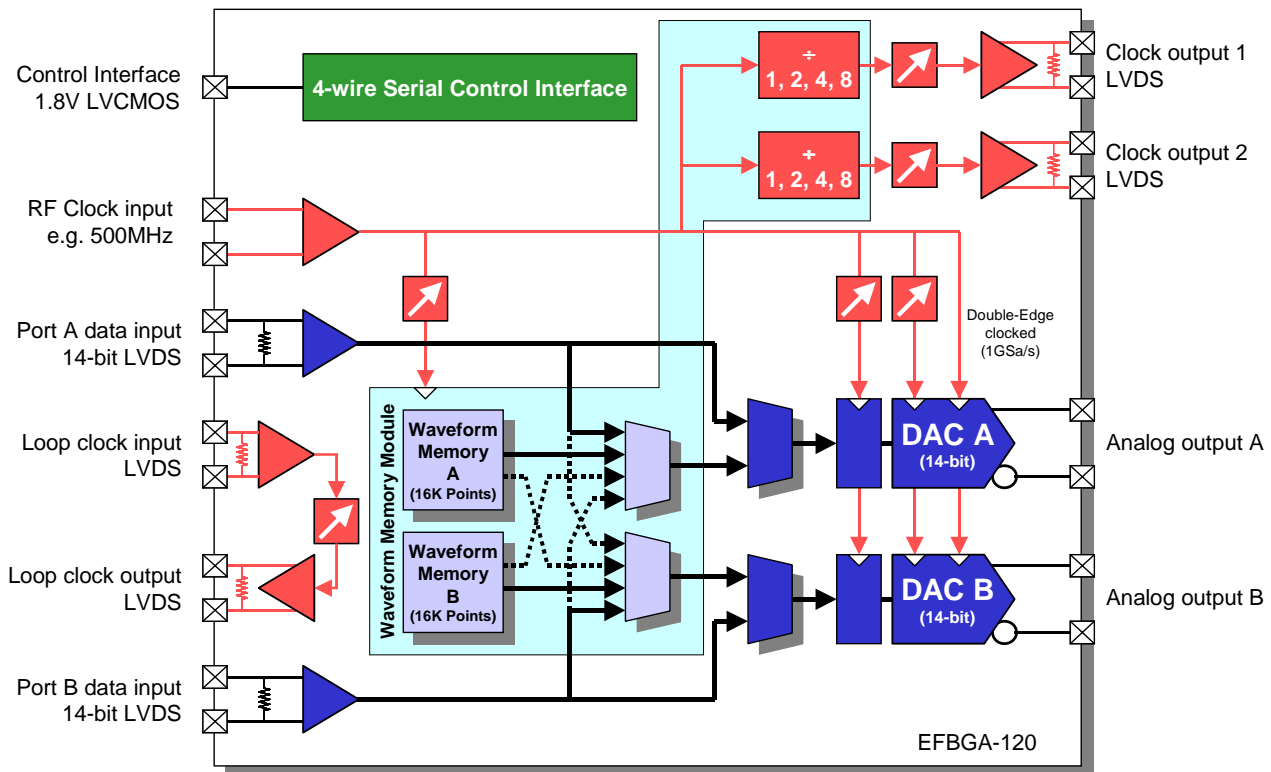 Control Interface
1.8V LVCMOS
4-wire Serial Control Interface
÷
1, 2, 4, 8
Clock output 1
LVDS
÷
1, 2, 4, 8
Clock output 2
LVDS
RF Clock input
e.g. 500MHz
Port A data input
14-bit LVDS
Double-Edge
clocked
(1GSa/s)
Loop clock input
LVDS
Waveform Memory Module
Waveform
Memory
A
(16K Points)
DAC A
(14-bit)
Analog output A
Loop clock output
LVDS
Waveform
Memory
B
(16K Points)
DAC B
(14-bit)
Analog output B
Port B data input
14-bit LVDS
EFBGA-120